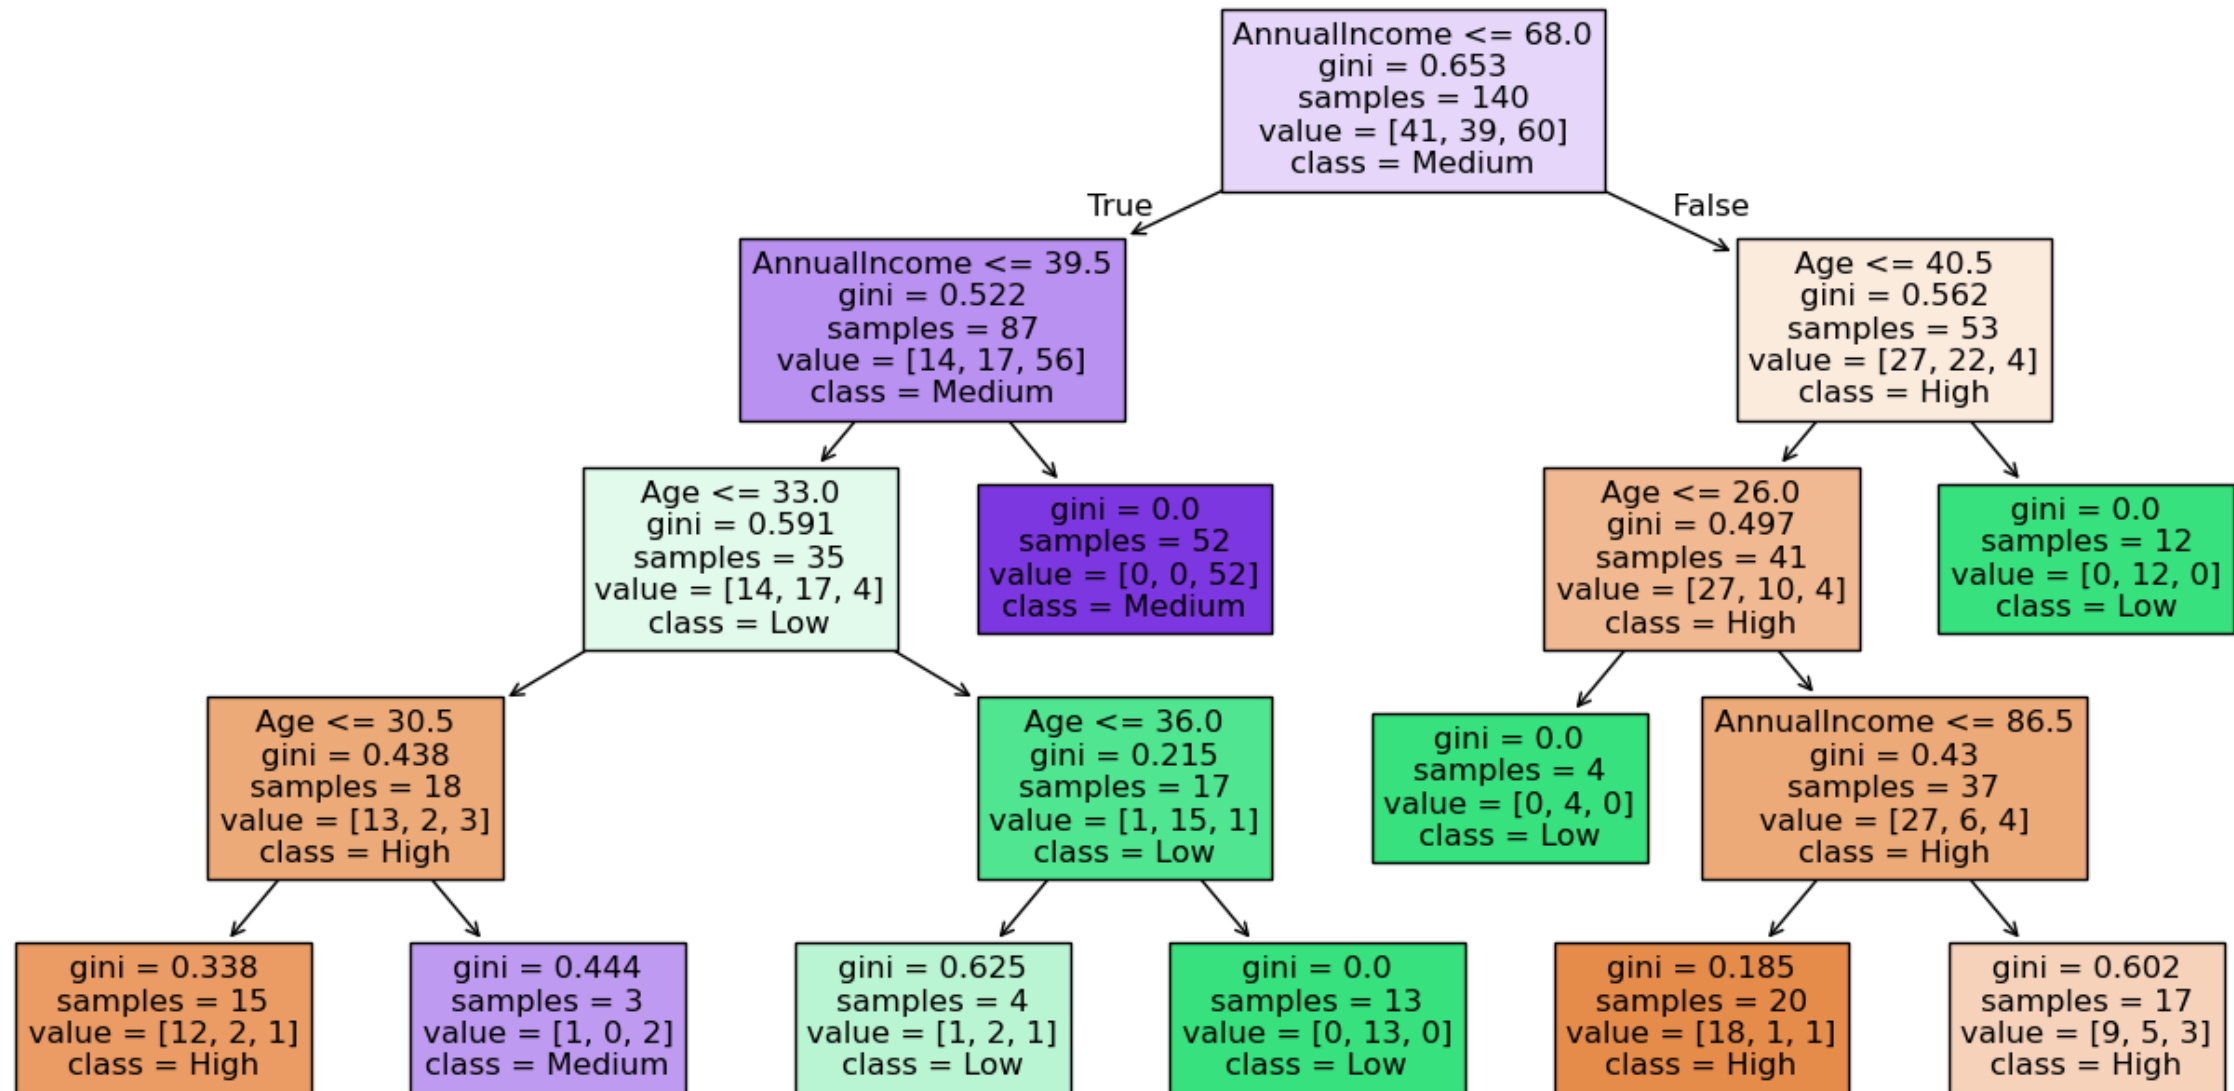 AnnualIncome <= 68.0
gini = 0.653
samples = 140
value = [41, 39, 60]
class = Medium
True
False
AnnualIncome <= 39.5
gini = 0.522
samples = 87
value = [14, 17, 56]
class = Medium
Age <= 40.5
gini = 0.562
samples = 53
value = [27, 22, 4]
class = High
Age <= 33.0
gini = 0.591
samples = 35
value = [14, 17, 4]
class = Low
gini = 0.0
samples = 52
value = [0, 0, 52]
class = Medium
Age <= 26.0
gini = 0.497
samples = 41
value = [27, 10, 4]
class = High
gini = 0.0
samples = 12
value = [0, 12, 0]
class = Low
Age <= 30.5
gini = 0.438
samples = 18
value = [13, 2, 3]
class = High
Age <= 36.0
gini = 0.215
samples = 17
value = [1, 15, 1]
class = Low
gini = 0.0
samples = 4
value = [0, 4, 0]
class = Low
AnnualIncome <= 86.5
gini = 0.43
samples = 37
value = [27, 6, 4]
class = High
gini = 0.338
samples = 15
value = [12, 2, 1]
class = High
gini = 0.444
samples = 3
value = [1, 0, 2]
class = Medium
gini = 0.625
samples = 4
value = [1, 2, 1]
class = Low
gini = 0.0
samples = 13
value = [0, 13, 0]
class = Low
gini = 0.185
samples = 20
value = [18, 1, 1]
class = High
gini = 0.602
samples = 17
value = [9, 5, 3]
class = High